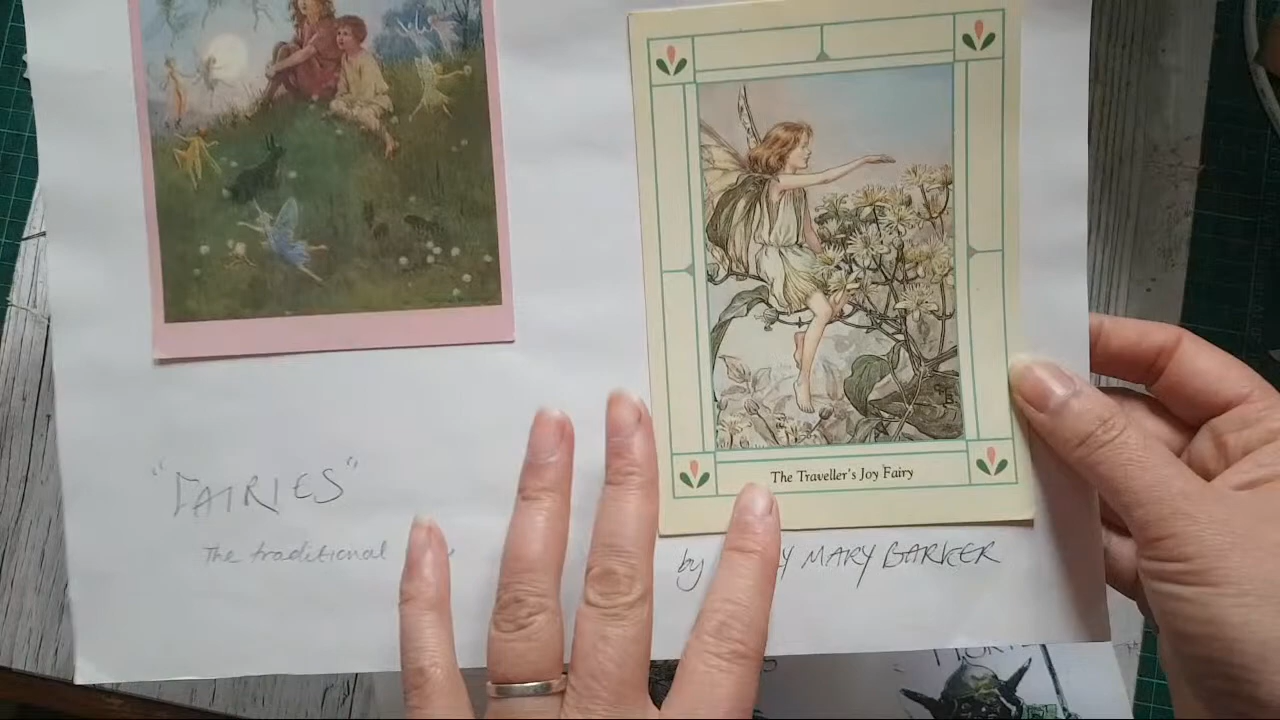 The Traveller's Joy Fairy
"FAIRIES"
The traditional
by MARY BARKER